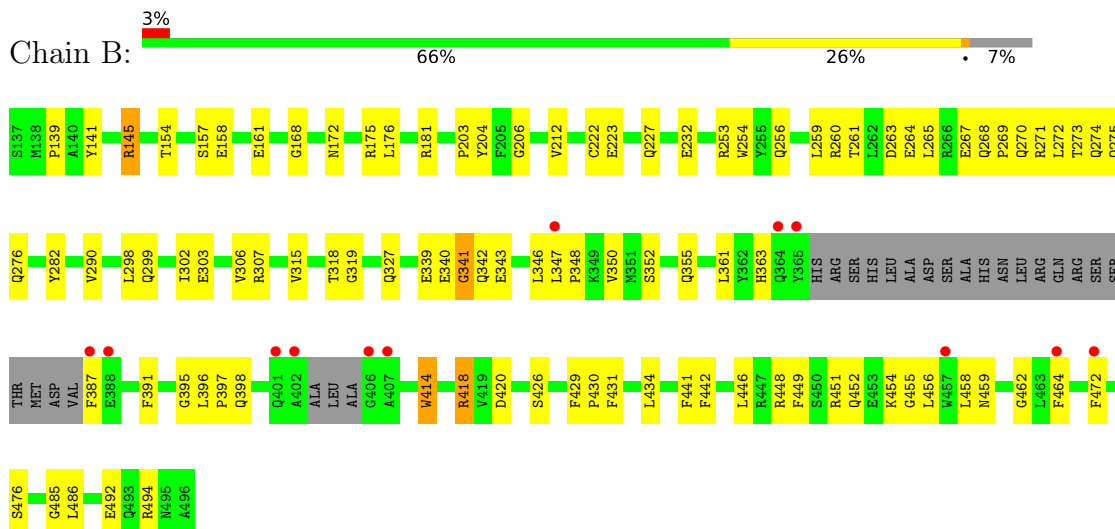 3%
Chain B: 66% 26% • 7%
S137 M138 P139 A140 Y141 R145 T154 S157 E158 E161 G168 N172 R175 L176 R181 P203 Y204 F205 G206 V212 C222 E223 Q227 E232 R253 W254 Y255 Q256 L259 R260 T261 L262 D263 E264 L265 R266 E267 Q268 P269 Q270 R271 L272 T273 Q274
Q276 Y282 V290 L298 Q299 I302 E303 V306 R307 V315 T318 G319 Q327 E339 E340 G341 Q342 E343 L346 L347 P348 K349 V350 M351 S352 Q355 L361 Y362 H363 Q364 Y365 HIS ARG SER HIS LEU ALA ASP SER ALA HIS ASN LEU ARG GLN ARG SER SER
THR MET ASP VAL F387 E388 F391 G395 L396 P397 Q398 Q401 A402 ALA LEU ALA G406 A407 W414 R418 V419 D420 S426 F429 P430 F431 L434 F441 F442 L446 R447 R448 F449 S450 R451 Q452 E453 K454 G455 L456 W457 L458 N459 G462 L463 F464 F472
S476 G485 L486 E492 Q493 R494 N495 A496